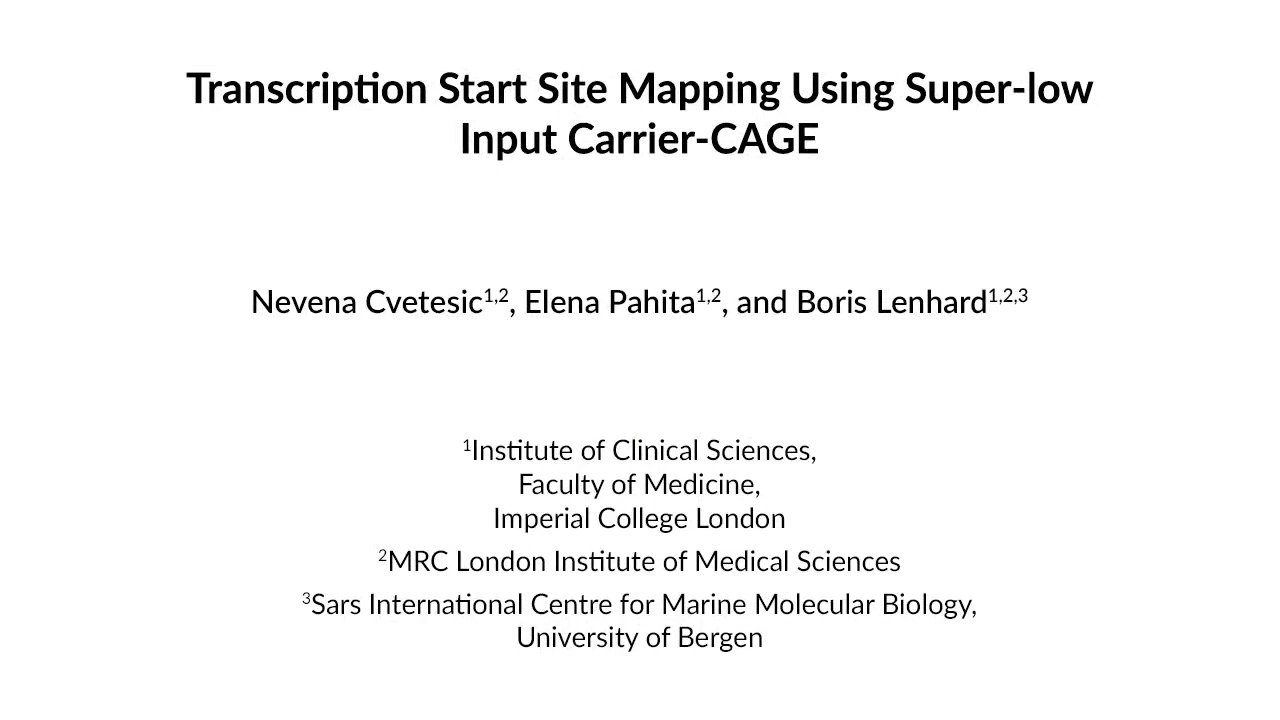 Transcription Start Site Mapping Using Super-low
Input Carrier-CAGE
Nevena Cvetesic1,2, Elena Pahita1,2, and Boris Lenhard1,2,3
1Institute of Clinical Sciences,
Faculty of Medicine,
Imperial College London
2MRC London Institute of Medical Sciences
3Sars International Centre for Marine Molecular Biology,
University of Bergen